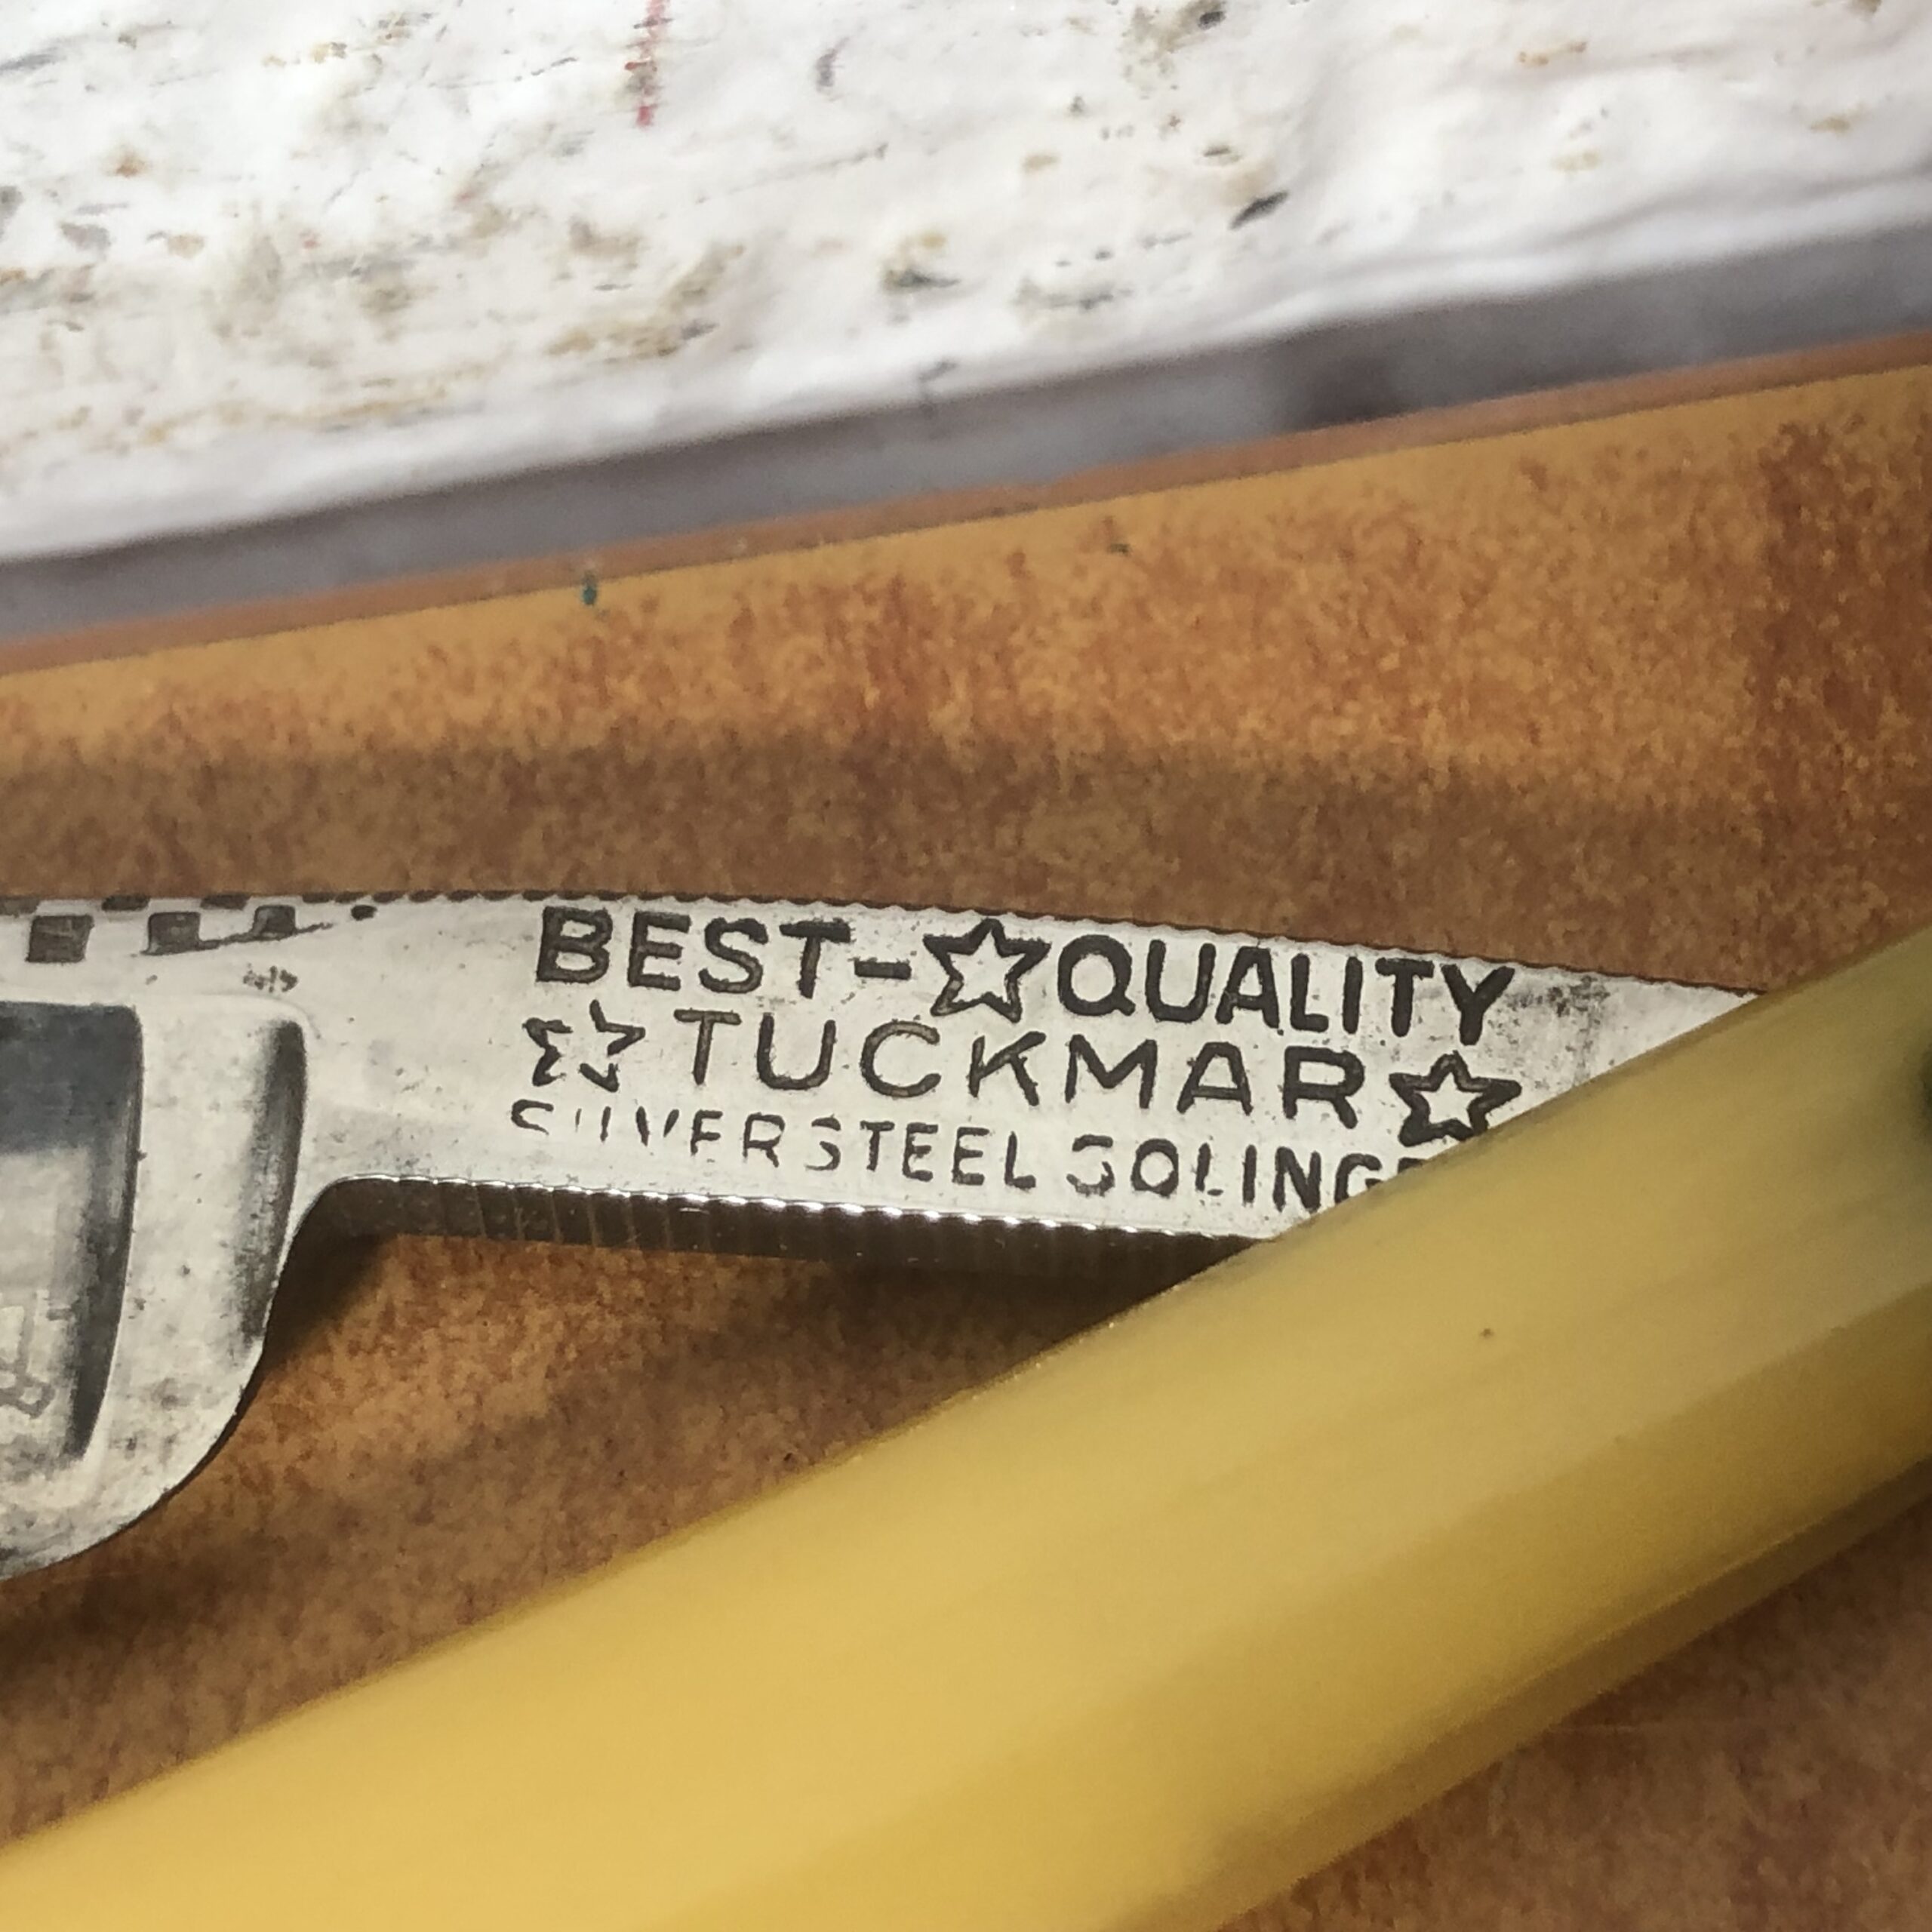 BEST-☆QUALITY
☆TUCKMAR☆
SILVERSTEEL SOLING